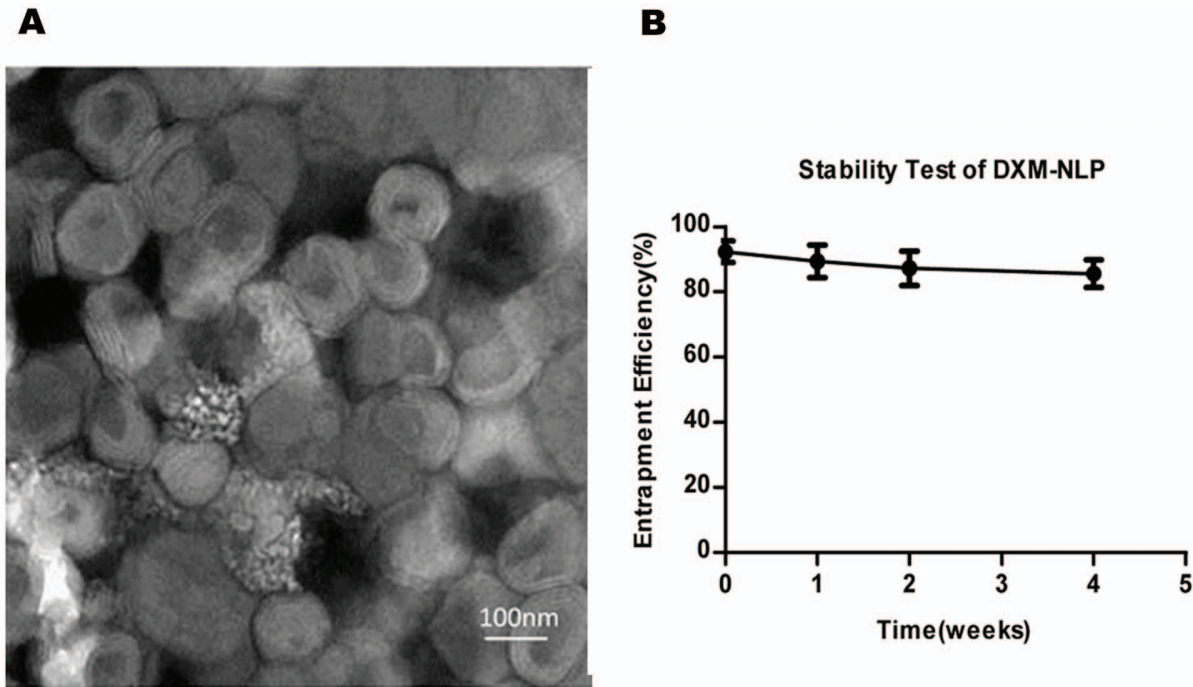 A
100nm
B
Stability Test of DXM-NLP
Entrapment Efficiency(%)
100
80
60
40
20
0
0 1 2 3 4 5
Time(weeks)